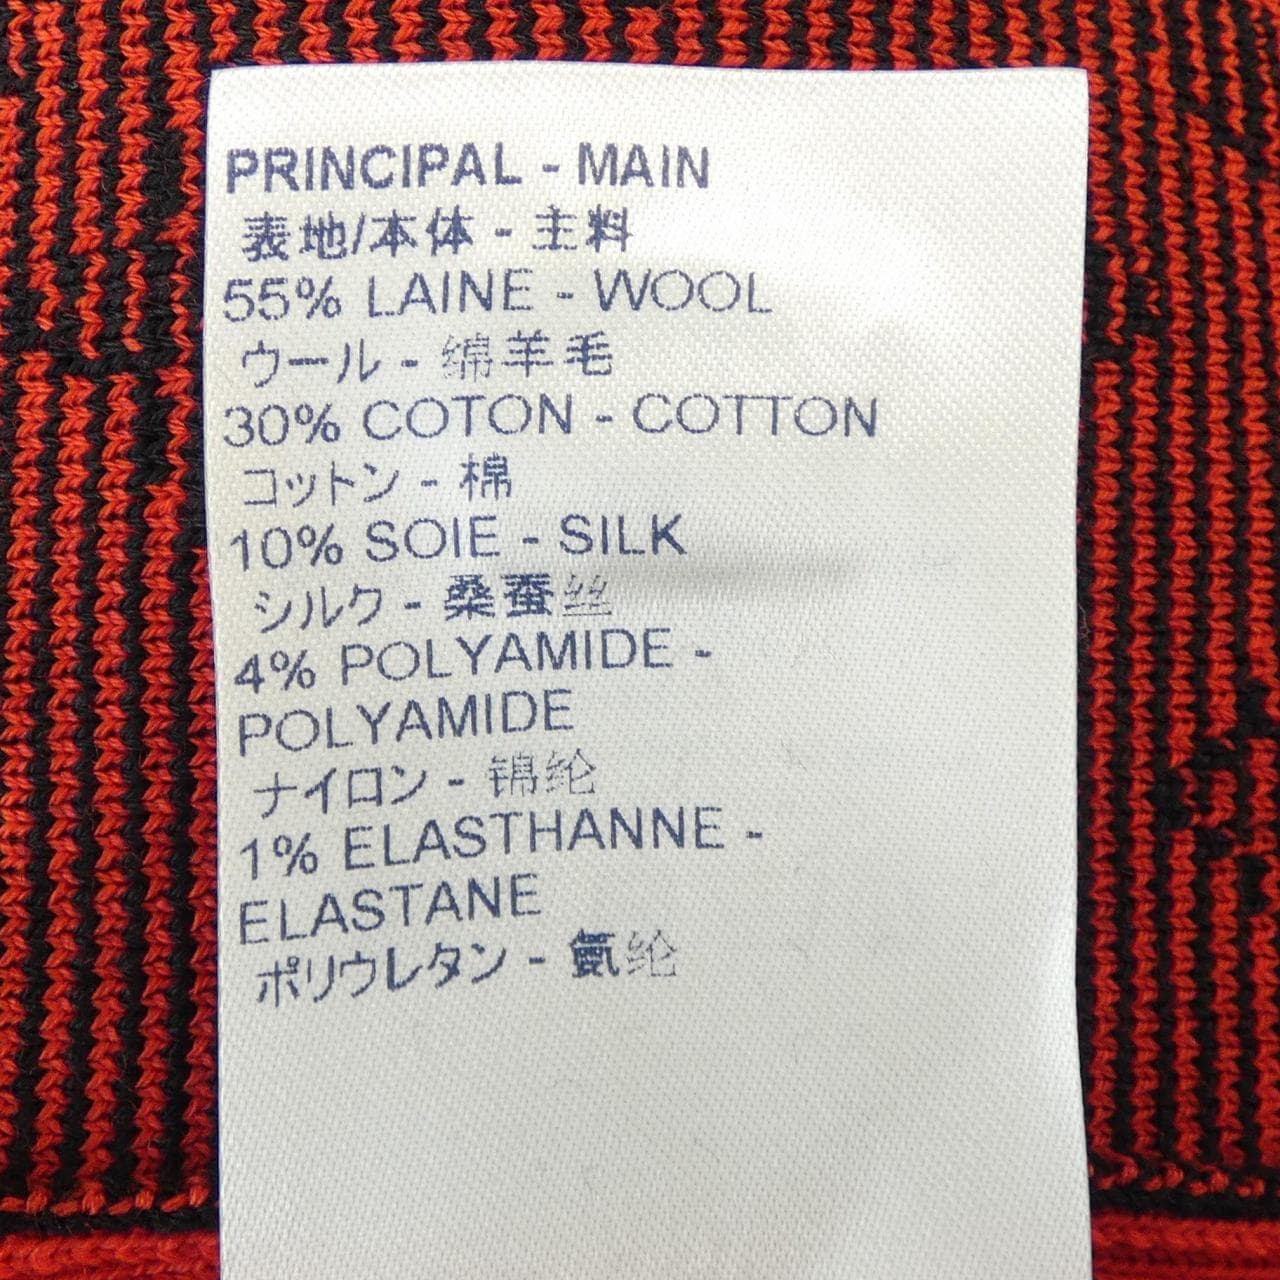 PRINCIPAL - MAIN
表地/本体 - 主料
55% LAINE - WOOL
ウール - 绵羊毛
30% COTON - COTTON
コットン - 棉
10% SOIE - SILK
シルク - 桑蚕丝
4% POLYAMIDE -
POLYAMIDE
ナイロン - 锦纶
1% ELASTHANNE -
ELASTANE
ポリウレタン - 氨纶